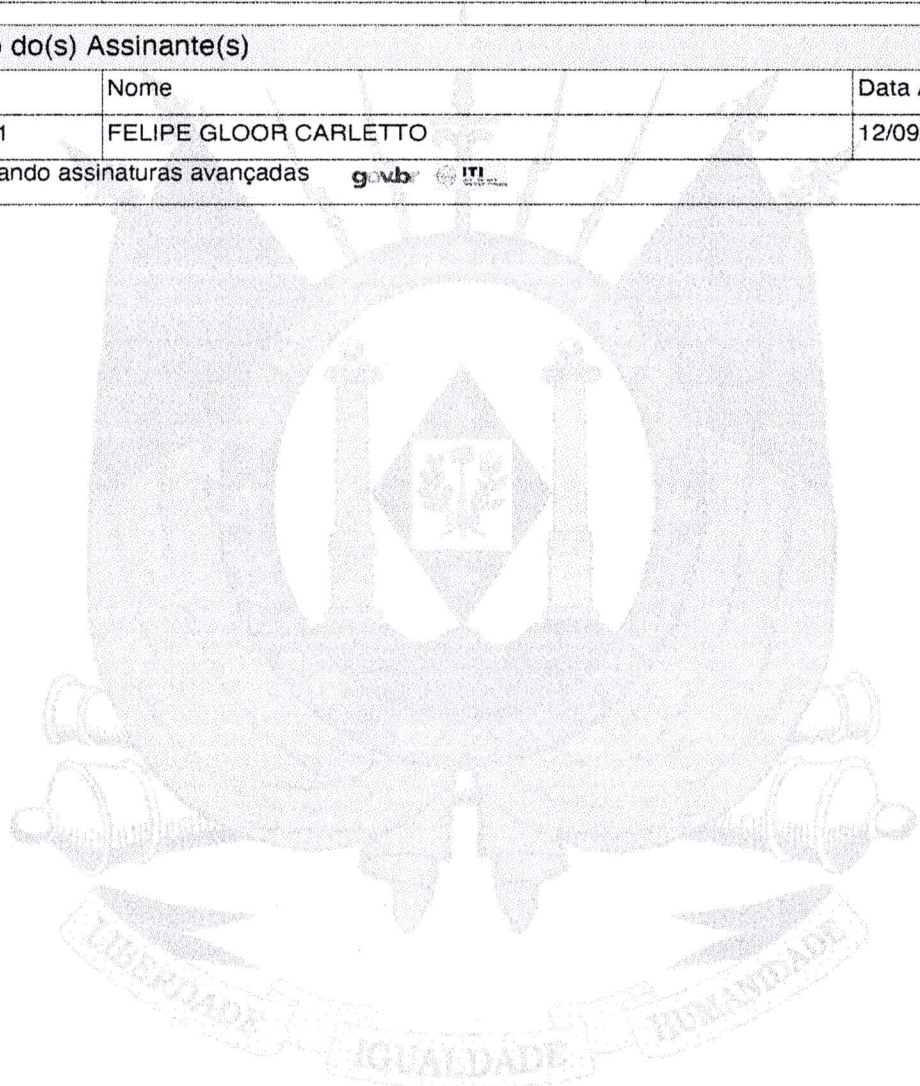 do(s) Assinante(s)
Nome Data
1 FELIPE GLOOR CARLETTO 12/09
ando assinaturas avançadas gov.br ITI
LIBERDADE IGUALDADE HUMANIDADE